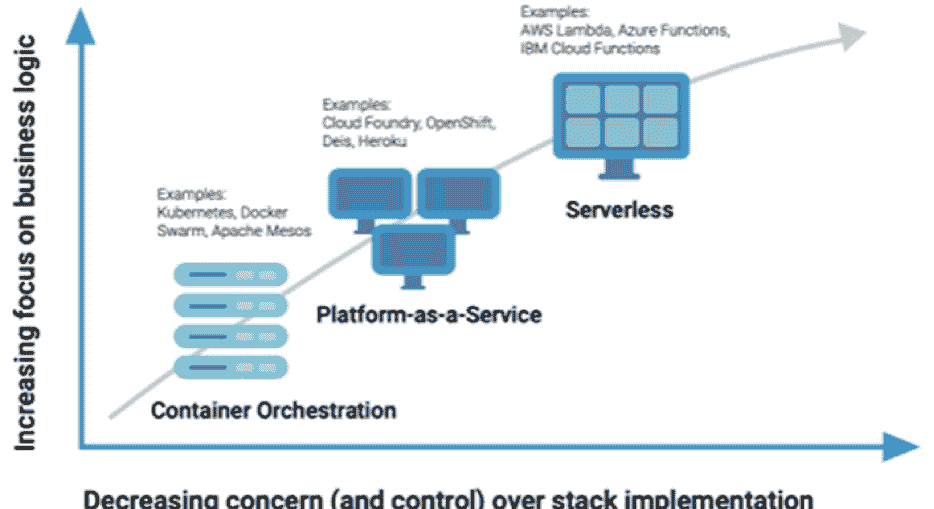 Increasing focus on business logic
Examples:
AWS Lambda, Azure Functions,
IBM Cloud Functions
Serverless
Examples:
Cloud Foundry, OpenShift,
Deis, Heroku
Platform-as-a-Service
Examples:
Kubernetes, Docker
Swarm, Apache Mesos
Container Orchestration
Decreasing concern (and control) over stack implementation